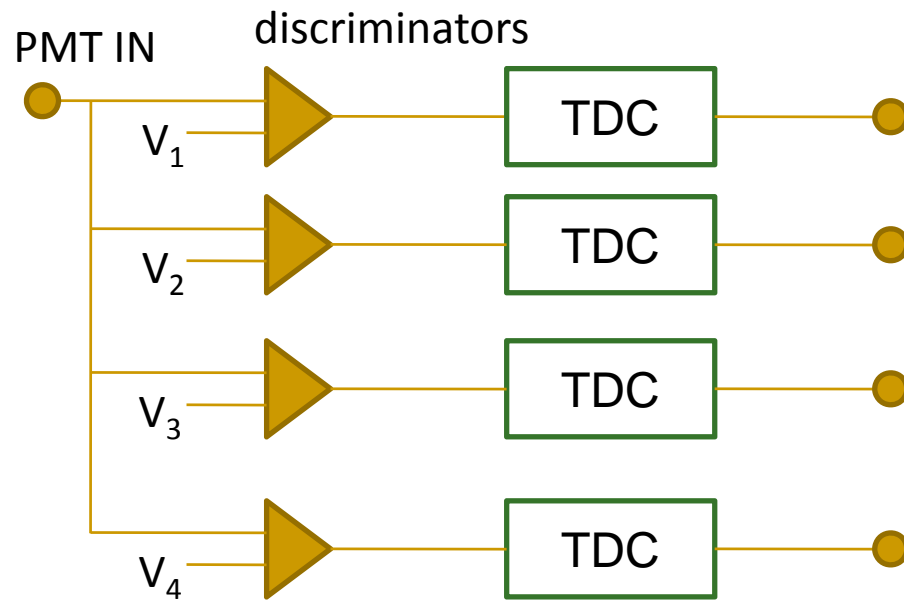 discriminators
PMT IN
TDC
V₁
TDC
V₂
TDC
V₃
TDC
V₄